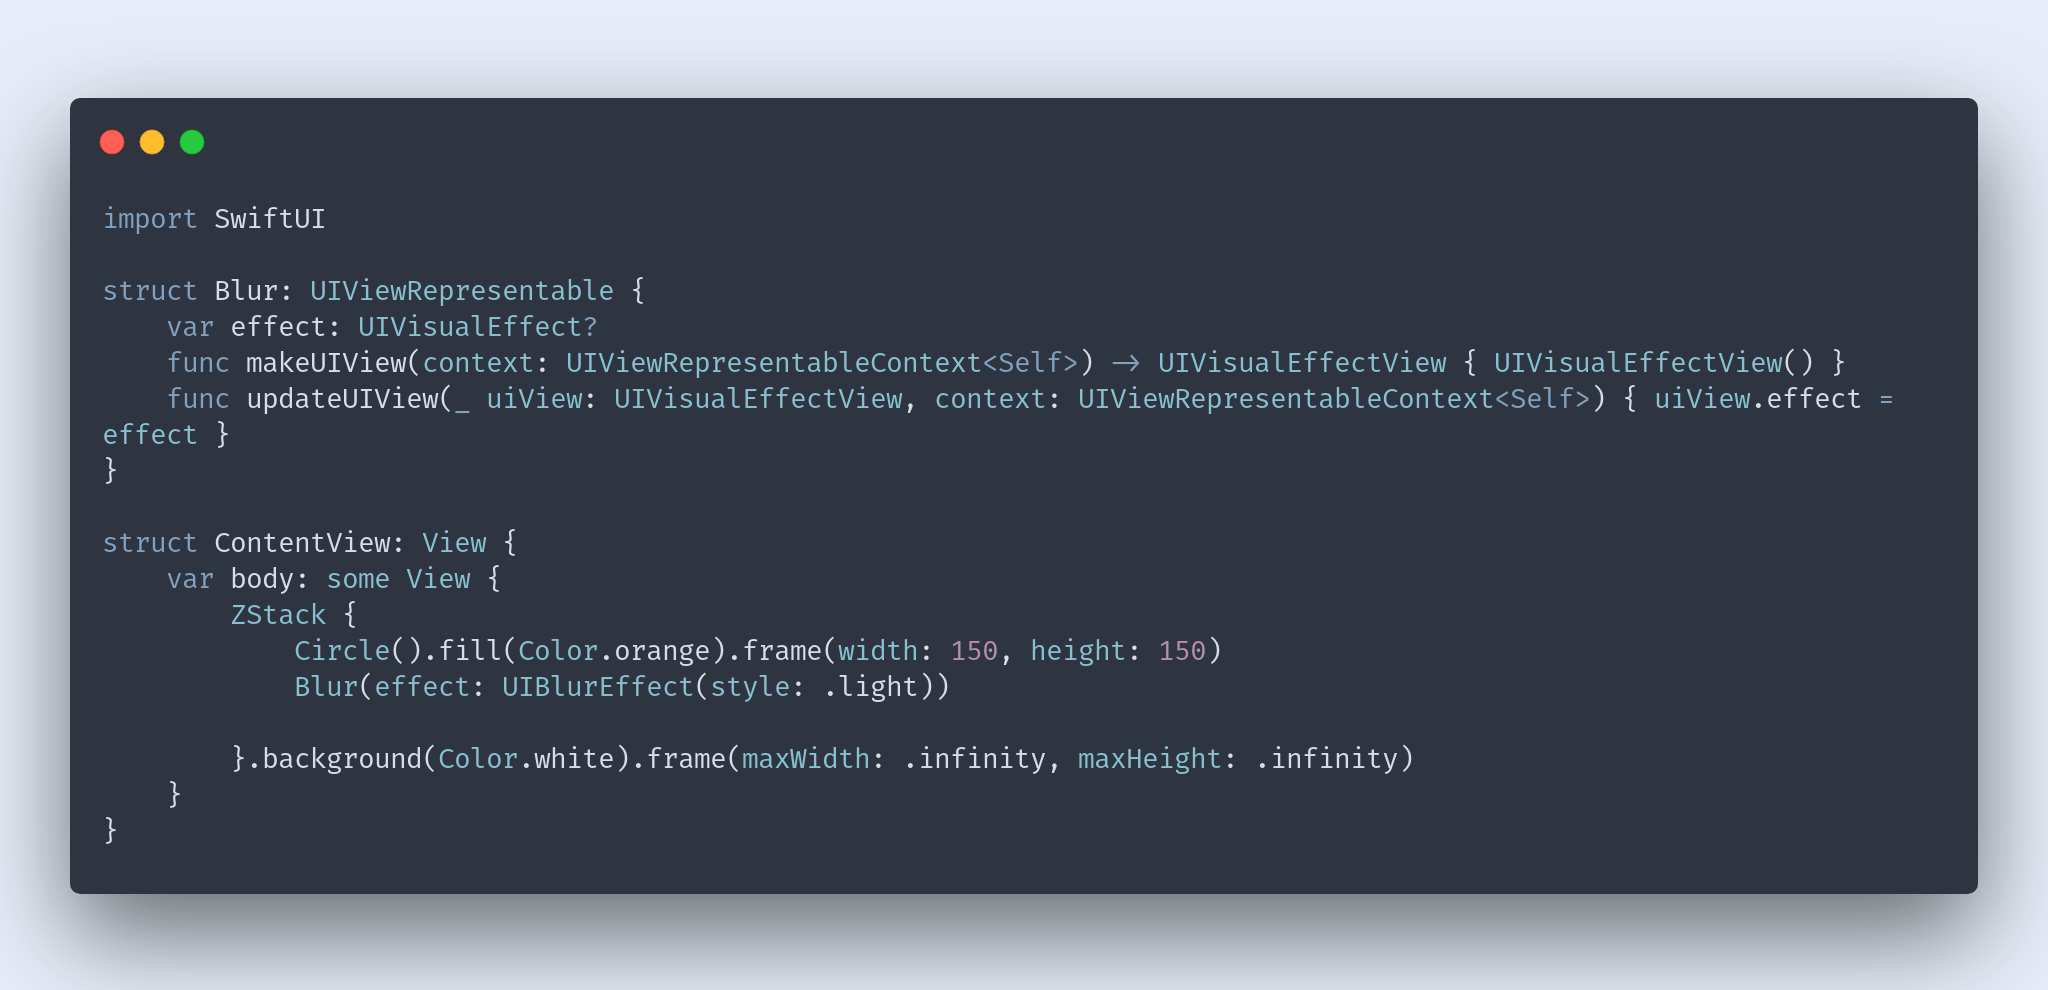 import SwiftUI

struct Blur: UIViewRepresentable {
    var effect: UIVisualEffect?
    func makeUIView(context: UIViewRepresentableContext<Self>) -> UIVisualEffectView { UIVisualEffectView() }
    func updateUIView(_ uiView: UIVisualEffectView, context: UIViewRepresentableContext<Self>) { uiView.effect =
effect }
}

struct ContentView: View {
    var body: some View {
        ZStack {
            Circle().fill(Color.orange).frame(width: 150, height: 150)
            Blur(effect: UIBlurEffect(style: .light))

        }.background(Color.white).frame(maxWidth: .infinity, maxHeight: .infinity)
    }
}